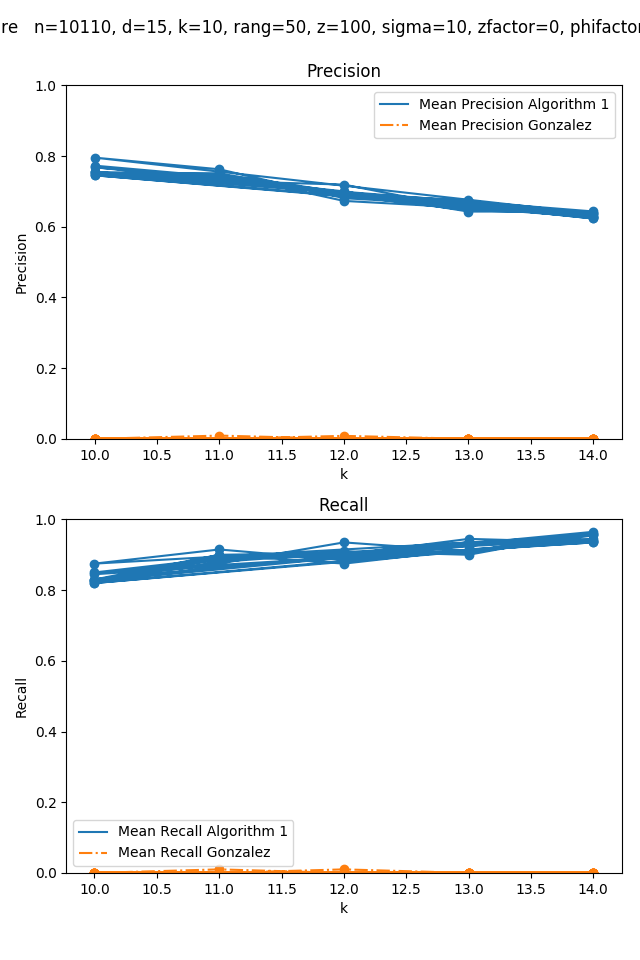 re n=10110, d=15, k=10, rang=50, z=100, sigma=10, zfactor=0, phifactor
Precision
1.0
Mean Precision Algorithm 1
Mean Precision Gonzalez
0.8
0.6
Precision
0.4
0.2
0.0
10.0 10.5 11.0 11.5 12.0 12.5 13.0 13.5 14.0
k
Recall
1.0
0.8
0.6
Recall
0.4
0.2
Mean Recall Algorithm 1
Mean Recall Gonzalez
0.0
10.0 10.5 11.0 11.5 12.0 12.5 13.0 13.5 14.0
k